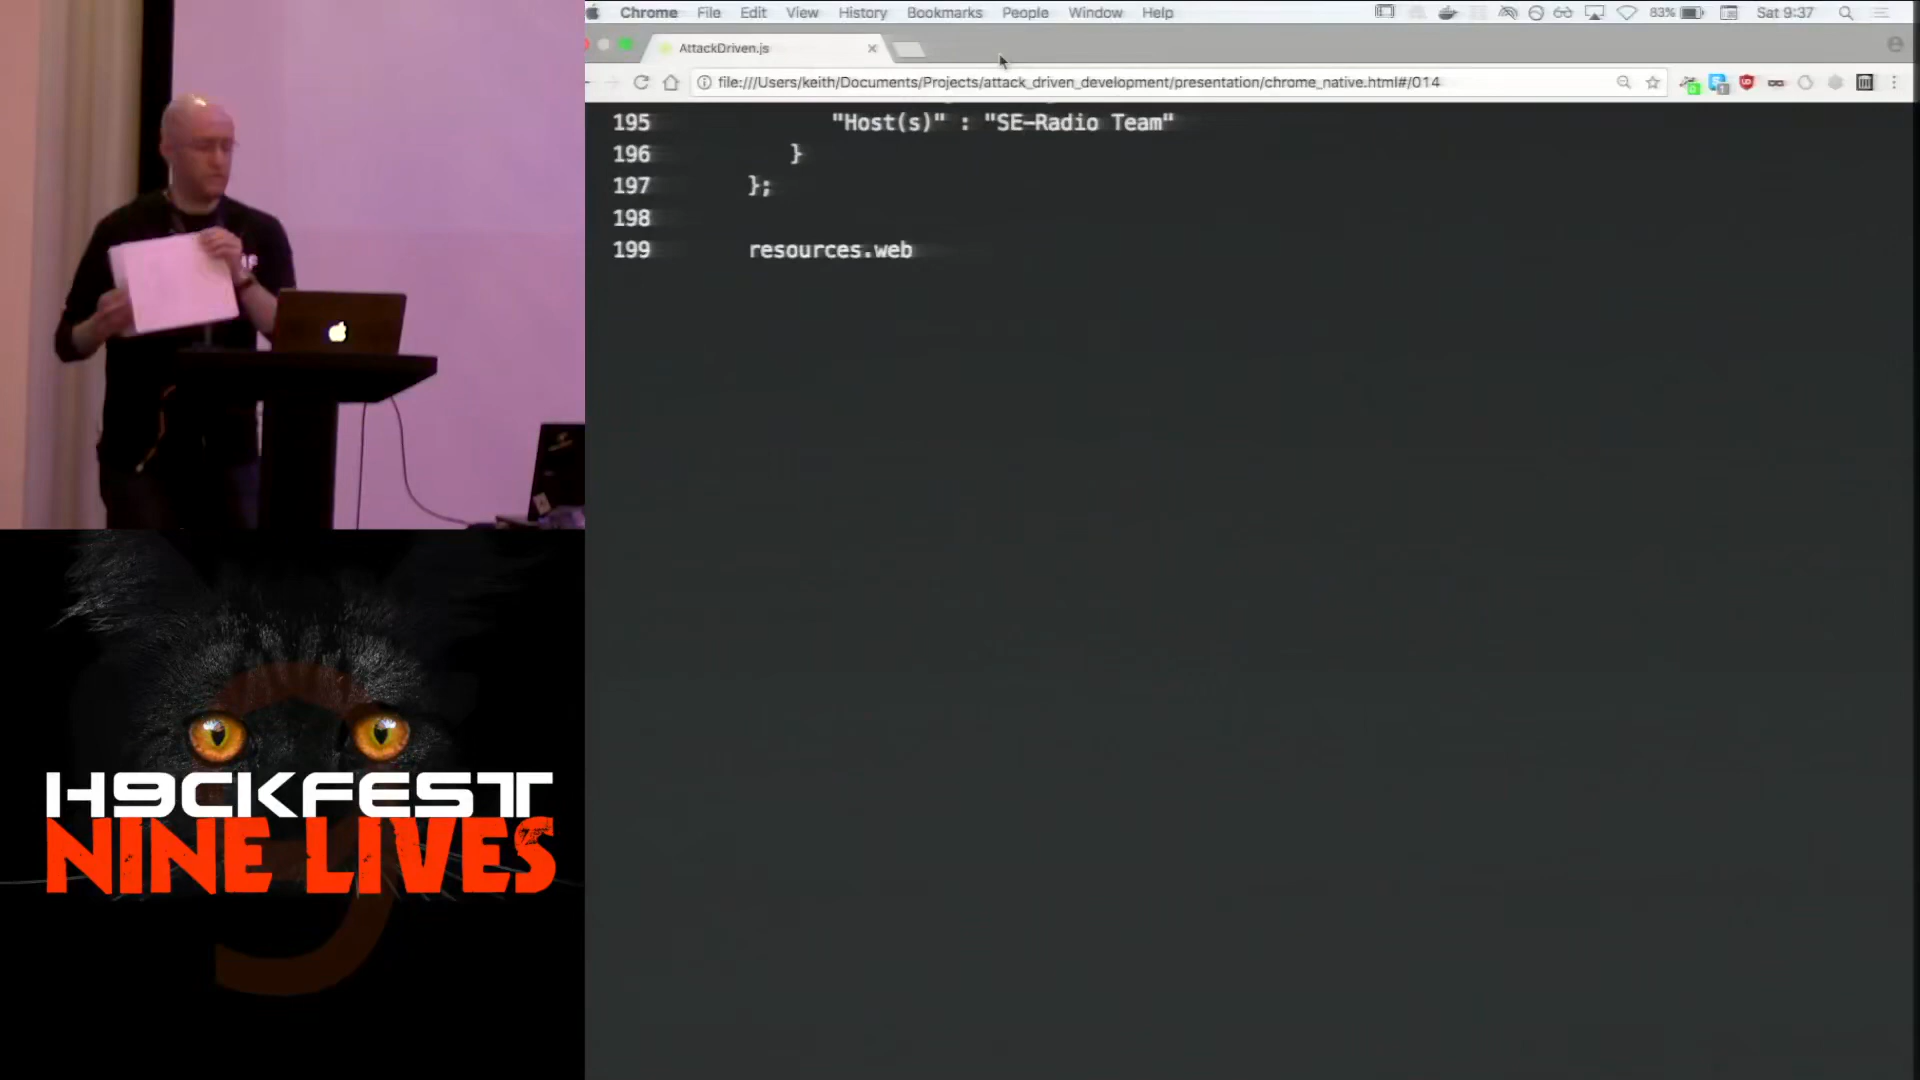 Chrome File Edit View History Bookmarks People Window Help 83% Sat 9:37
AttackDriven.js
file:///Users/keith/Documents/Projects/attack_driven_development/presentation/chrome_native.html#/014
195 "Host(s)" : "SE-Radio Team"
196 }
197 };
198
199 resources.web
H9CKFEST
NINE LIVES